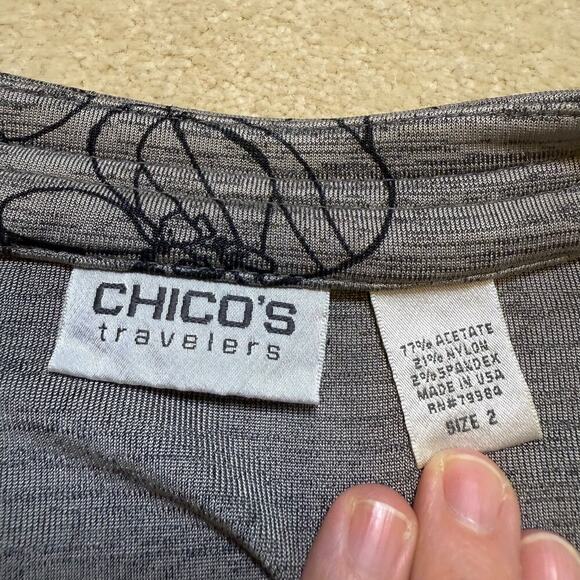 CHICO'S
travelers
77% ACETATE
21% NYLON
2% SPANDEX
MADE IN USA
RN#79984
SIZE 2